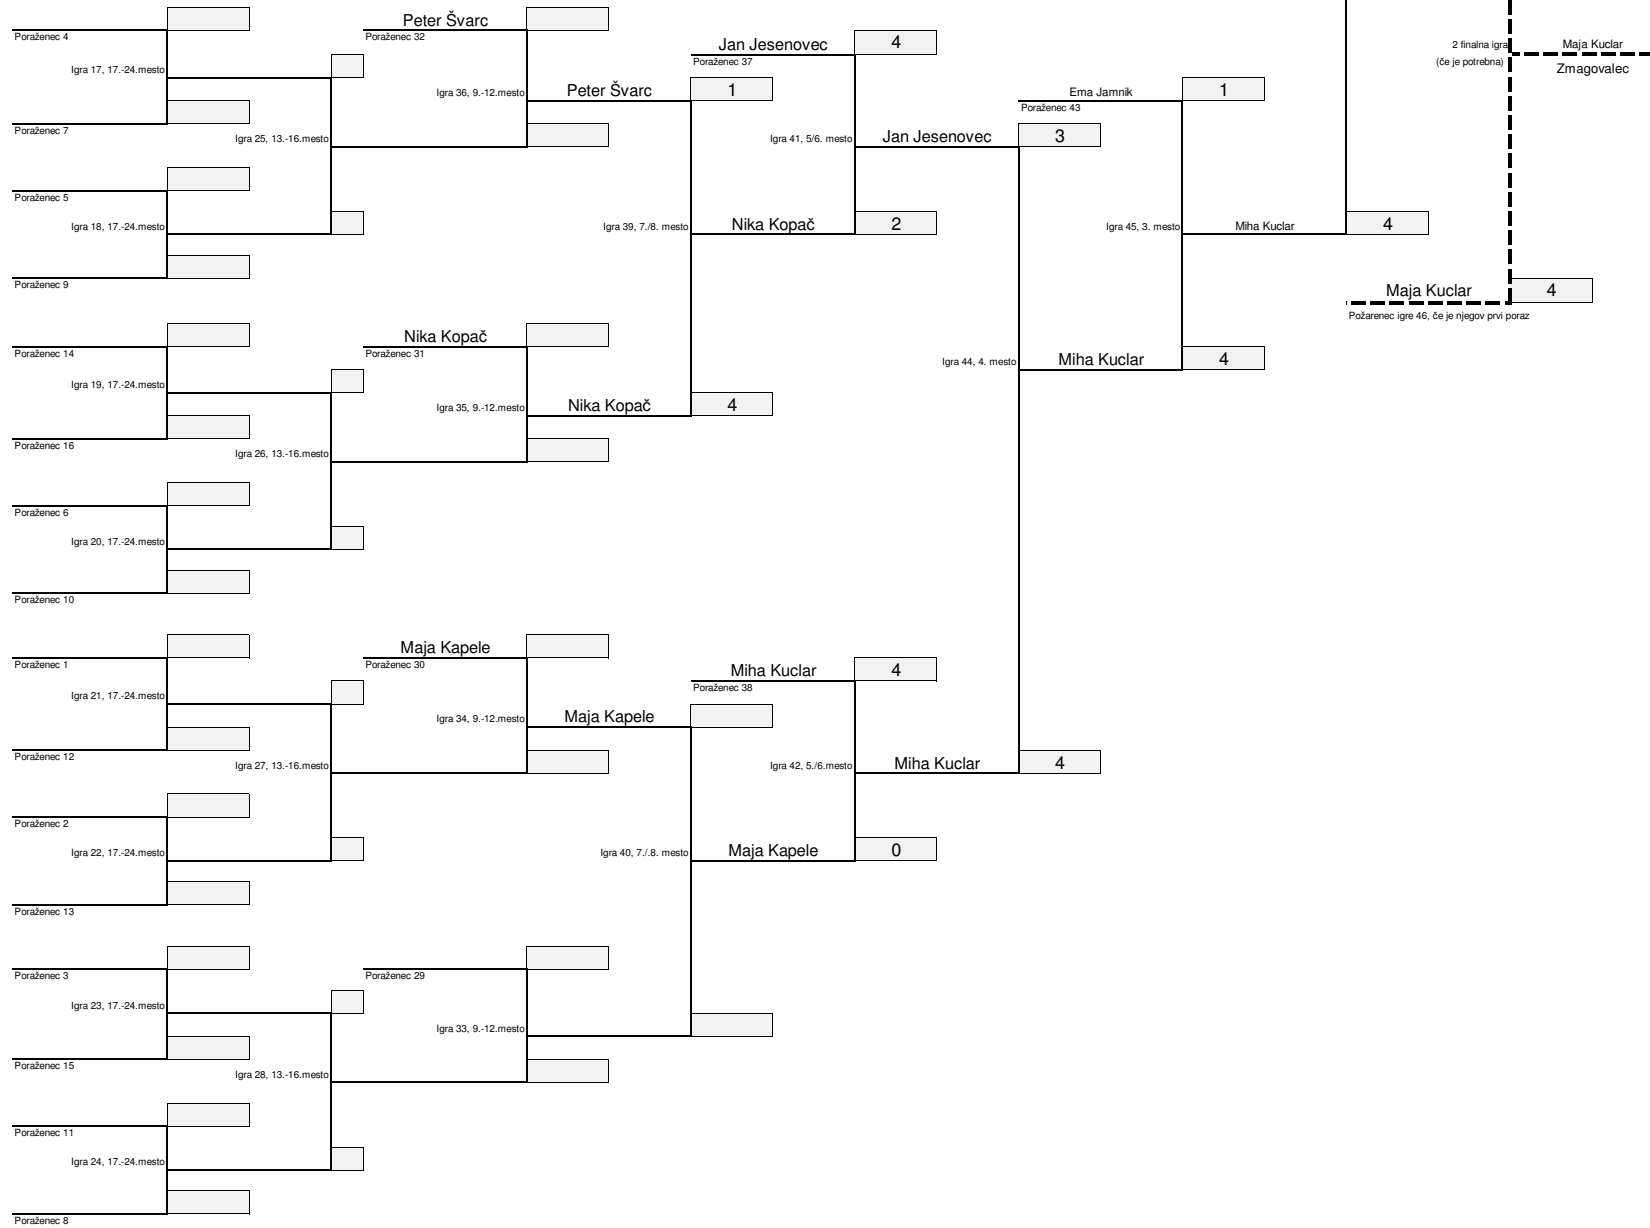 Peter Švarc
Poraženec 4
Poraženec 32
Jan Jesenovec
4
2 finalna igra
Maja Kuclar
Poraženec 37
(če je potrebna)
Zmagovalec
Igra 17, 17.-24.mesto
Igra 36, 9.-12.mesto
Peter Švarc
1
Ema Jamnik
1
Poraženec 43
Poraženec 7
Igra 25, 13.-16.mesto
Igra 41, 5/6. mesto
Jan Jesenovec
3
Poraženec 5
Igra 18, 17.-24.mesto
Igra 39, 7./8. mesto
Nika Kopač
2
Igra 45, 3. mesto
Miha Kuclar
4
Poraženec 9
Maja Kuclar
4
Požarenec igre 46, če je njegov prvi poraz
Nika Kopač
Poraženec 14
Poraženec 31
Igra 44, 4. mesto
Miha Kuclar
4
Igra 19, 17.-24.mesto
Igra 35, 9.-12.mesto
Nika Kopač
4
Poraženec 16
Igra 26, 13.-16.mesto
Poraženec 6
Igra 20, 17.-24.mesto
Poraženec 10
Maja Kapele
Poraženec 1
Poraženec 30
Miha Kuclar
4
Poraženec 38
Igra 21, 17.-24.mesto
Igra 34, 9.-12.mesto
Maja Kapele
Poraženec 12
Igra 27, 13.-16.mesto
Igra 42, 5./6.mesto
Miha Kuclar
4
Poraženec 2
Igra 22, 17.-24.mesto
Igra 40, 7./.8. mesto
Maja Kapele
0
Poraženec 13
Poraženec 3
Poraženec 29
Igra 23, 17.-24.mesto
Igra 33, 9.-12.mesto
Poraženec 15
Igra 28, 13.-16.mesto
Poraženec 11
Igra 24, 17.-24.mesto
Poraženec 8